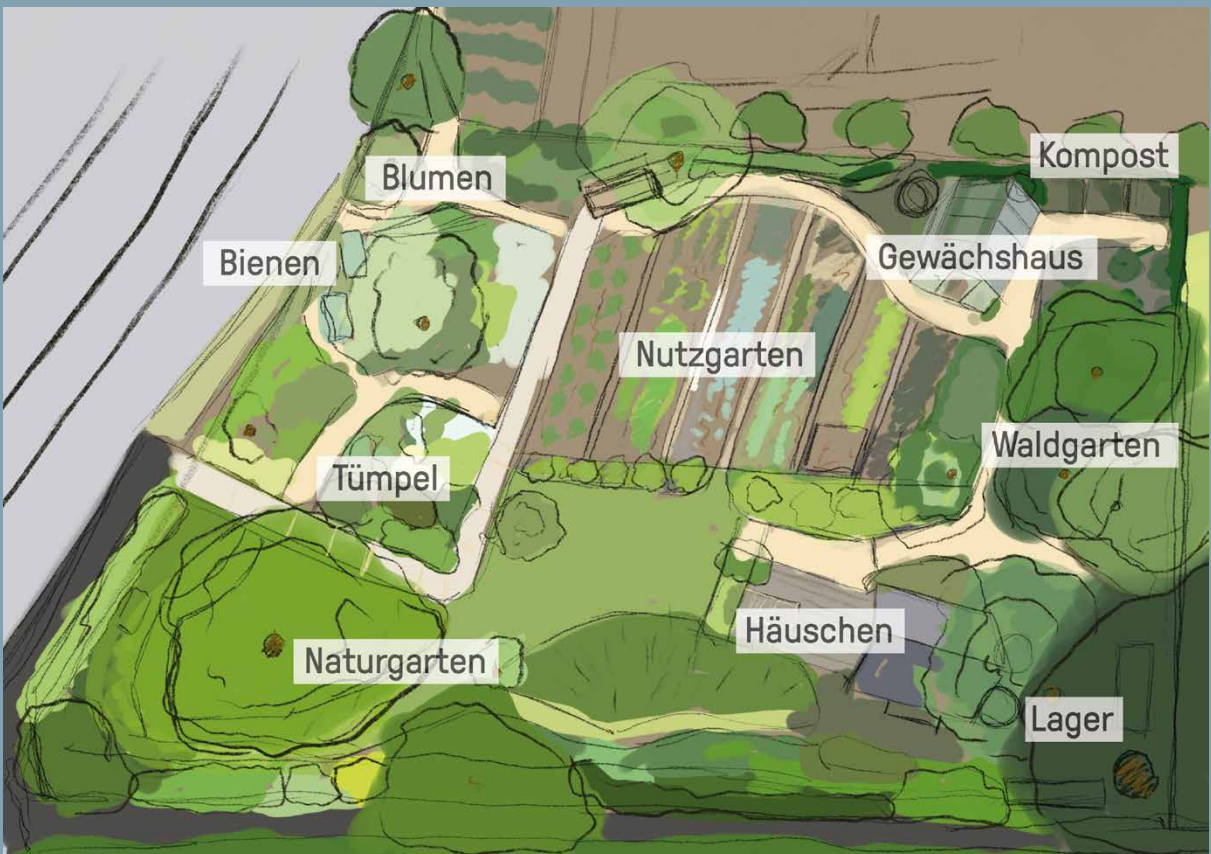 Kompost
Blumen
Bienen
Gewächshaus
Nutzgarten
Waldgarten
Tümpel
Häuschen
Naturgarten
Lager